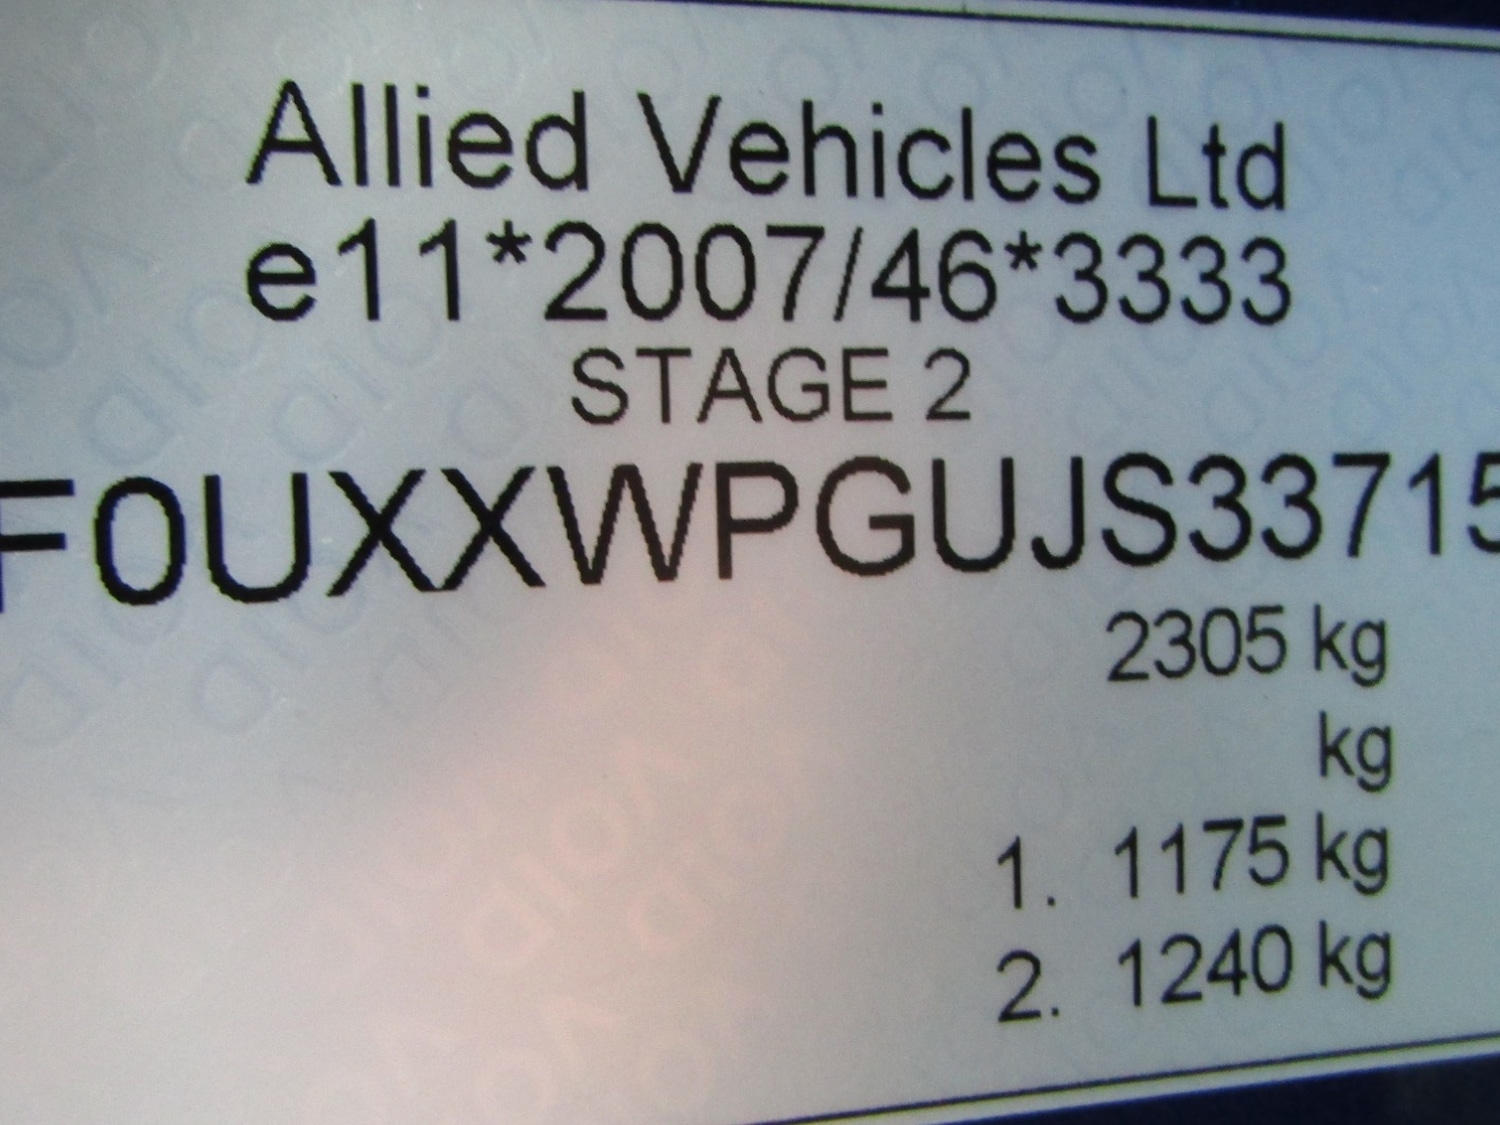 Allied Vehicles Ltd
e11*2007/46*3333
STAGE 2
F0UXXWPGUJS33715
2305 kg
kg
1. 1175 kg
2. 1240 kg